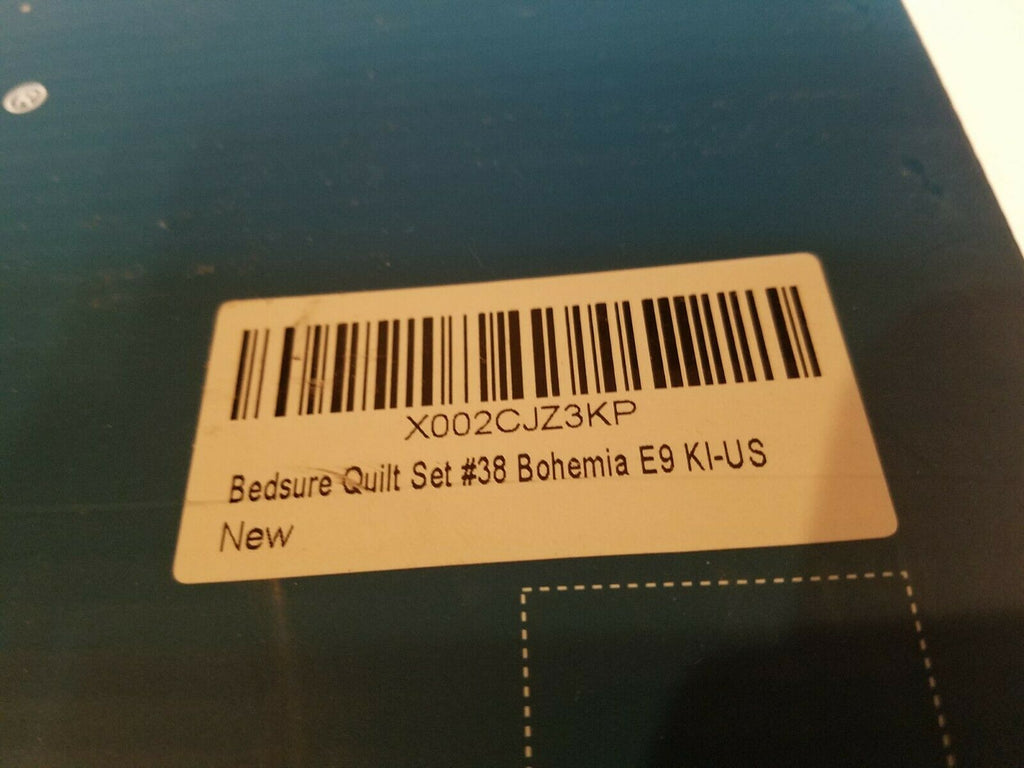 X002CJZ3KP
Bedsure Quilt Set #38 Bohemia E9 KI-US
New